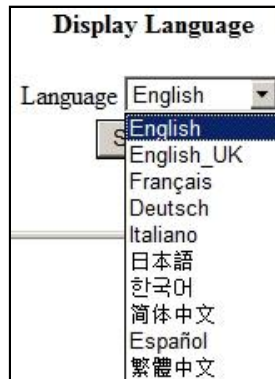 Display Language
Language English
S
English
English_UK
Français
Deutsch
Italiano
日本語
한국어
简体中文
Español
繁體中文